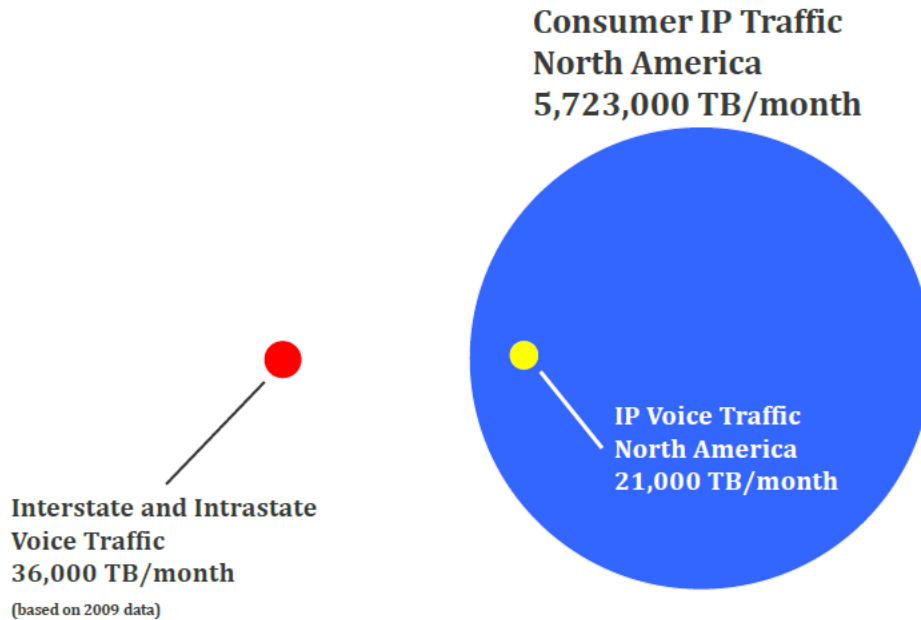 Consumer IP Traffic
North America
5,723,000 TB/month
IP Voice Traffic
North America
21,000 TB/month
Interstate and Intrastate
Voice Traffic
36,000 TB/month
(based on 2009 data)